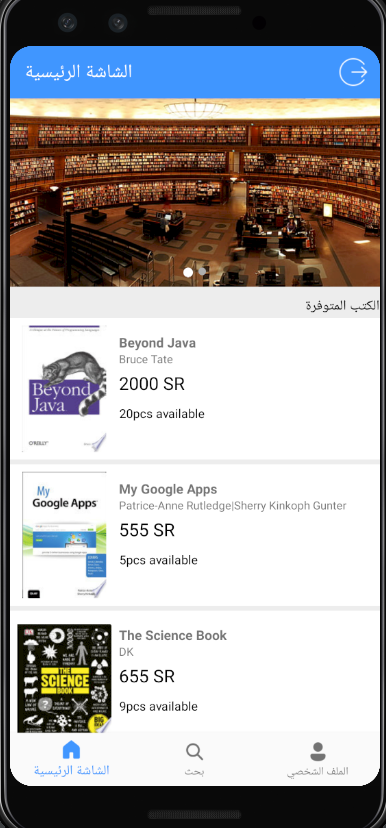 الشاشة الرئيسية
الكتب المتوفرة
Beyond
Java
O'REILLY
Beyond Java
Bruce Tate
2000 SR
20pcs available
My
Google Apps
My Google Apps
Patrice-Anne Rutledge|Sherry Kinkoph Gunter
555 SR
5pcs available
DK
THE
SCIENCE
BOOK
BIG
The Science Book
DK
655 SR
9pcs available
الشاشة الرئيسية
بحث
الملف الشخصي